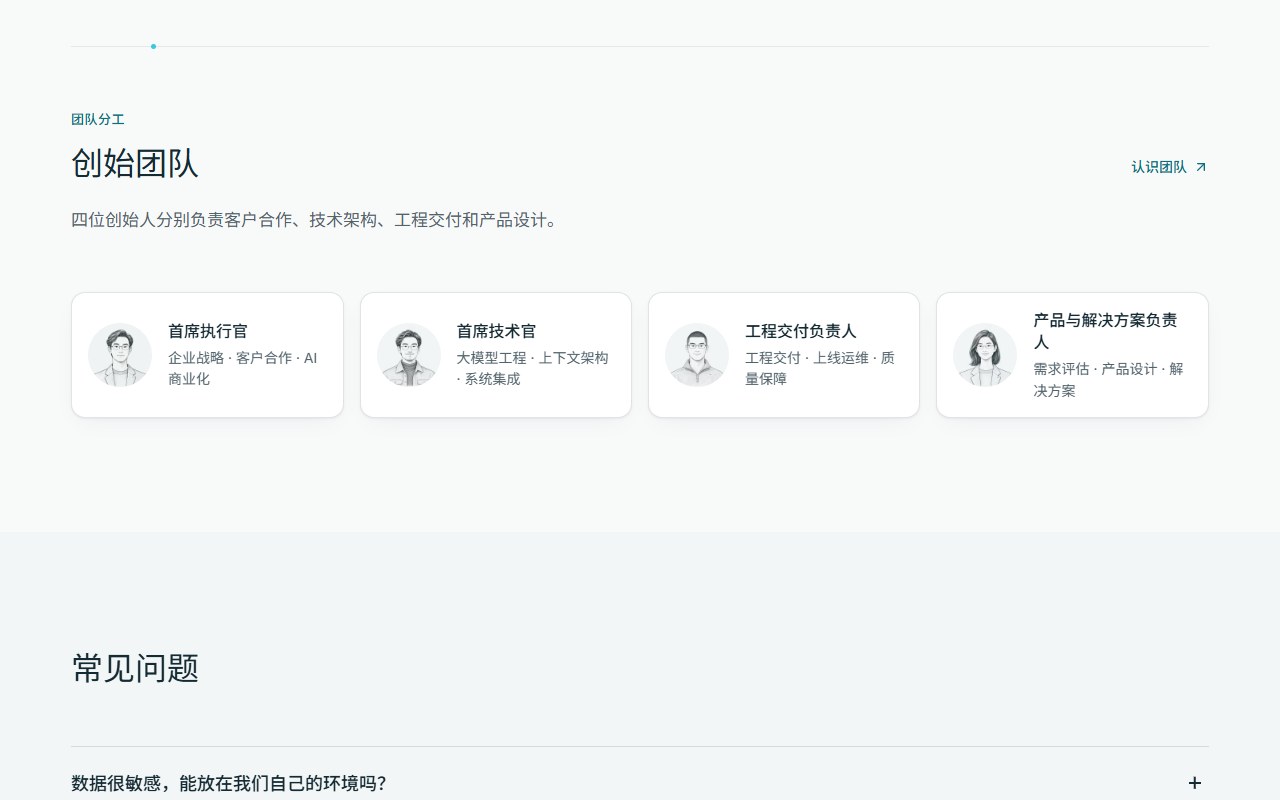 团队分工
创始团队
认识团队
四位创始人分别负责客户合作、技术架构、工程交付和产品设计。
首席执行官
企业战略 · 客户合作 · AI
商业化
首席技术官
大模型工程 · 上下文架构
· 系统集成
工程交付负责人
工程交付 · 上线运维 · 质
量保障
产品与解决方案负责
人
需求评估 · 产品设计 · 解
决方案
常见问题
数据很敏感，能放在我们自己的环境吗？